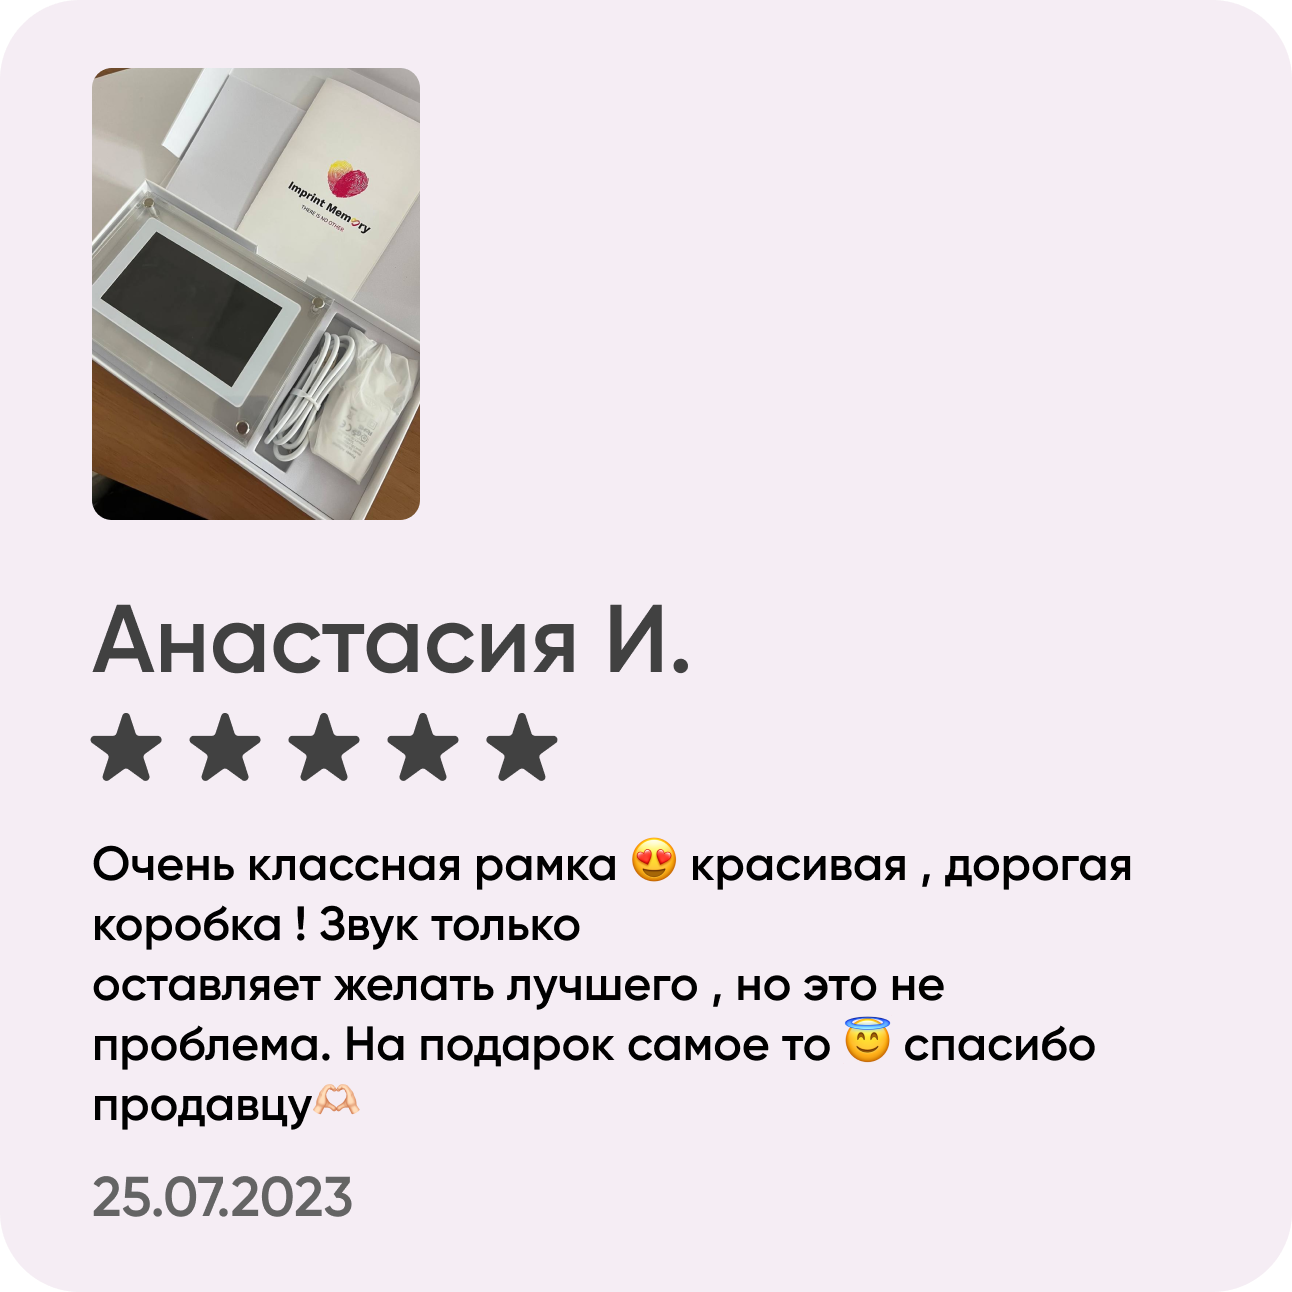 Imprint Memory
THERE IS NO OTHER
Анастасия И.
Очень классная рамка 😍 красивая , дорогая
коробка ! Звук только
оставляет желать лучшего , но это не
проблема. На подарок самое то 😇 спасибо
продавцу🫶🏻
25.07.2023